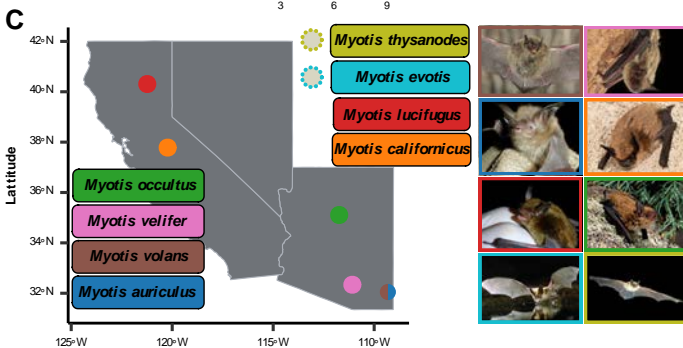 3 6 9
C
42°N
40°N
38°N
36°N
34°N
32°N
Lattitude
Myotis thysanodes
Myotis evotis
Myotis lucifugus
Myotis californicus
Myotis occultus
Myotis velifer
Myotis volans
Myotis auriculus
125°W 120°W 115°W 110°W